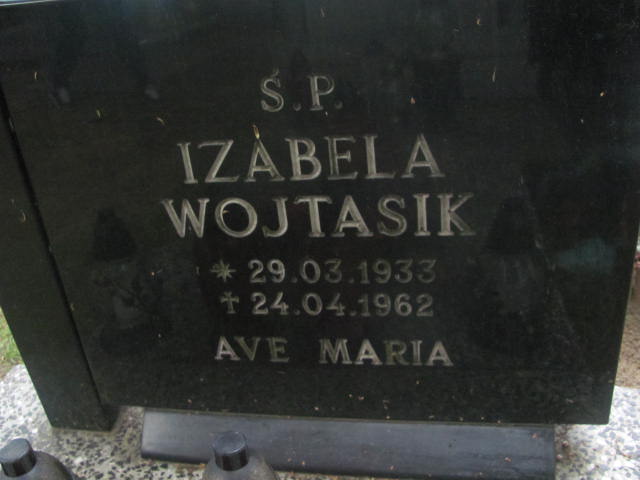 Ś.P.
IZABELA
WOJTASIK
* 29.03.1933
† 24.04.1962
AVE MARIA